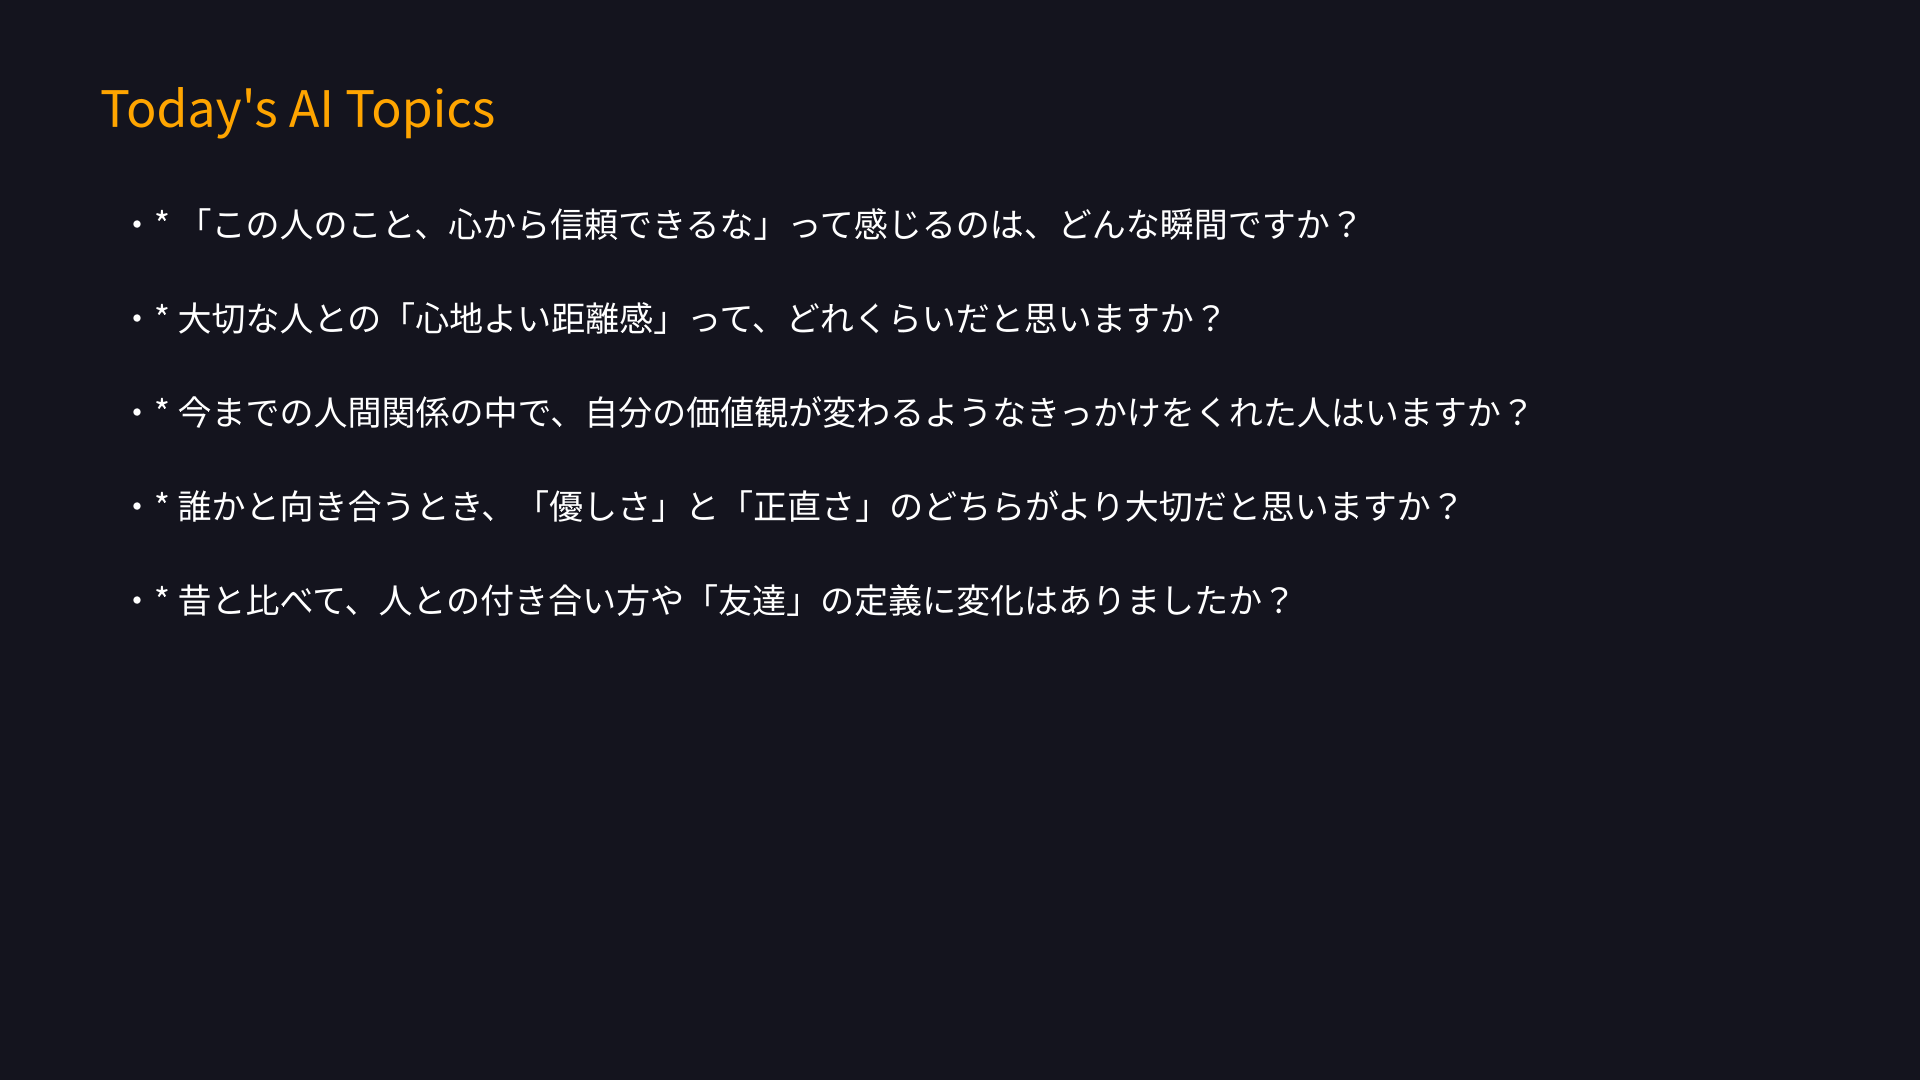 Today's AI Topics
・* 「この人のこと、心から信頼できるな」って感じるのは、どんな瞬間ですか？
・* 大切な人との「心地よい距離感」って、どれくらいだと思いますか？
・* 今までの人間関係の中で、自分の価値観が変わるようなきっかけをくれた人はいますか？
・* 誰かと向き合うとき、「優しさ」と「正直さ」のどちらがより大切だと思いますか？
・* 昔と比べて、人との付き合い方や「友達」の定義に変化はありましたか？